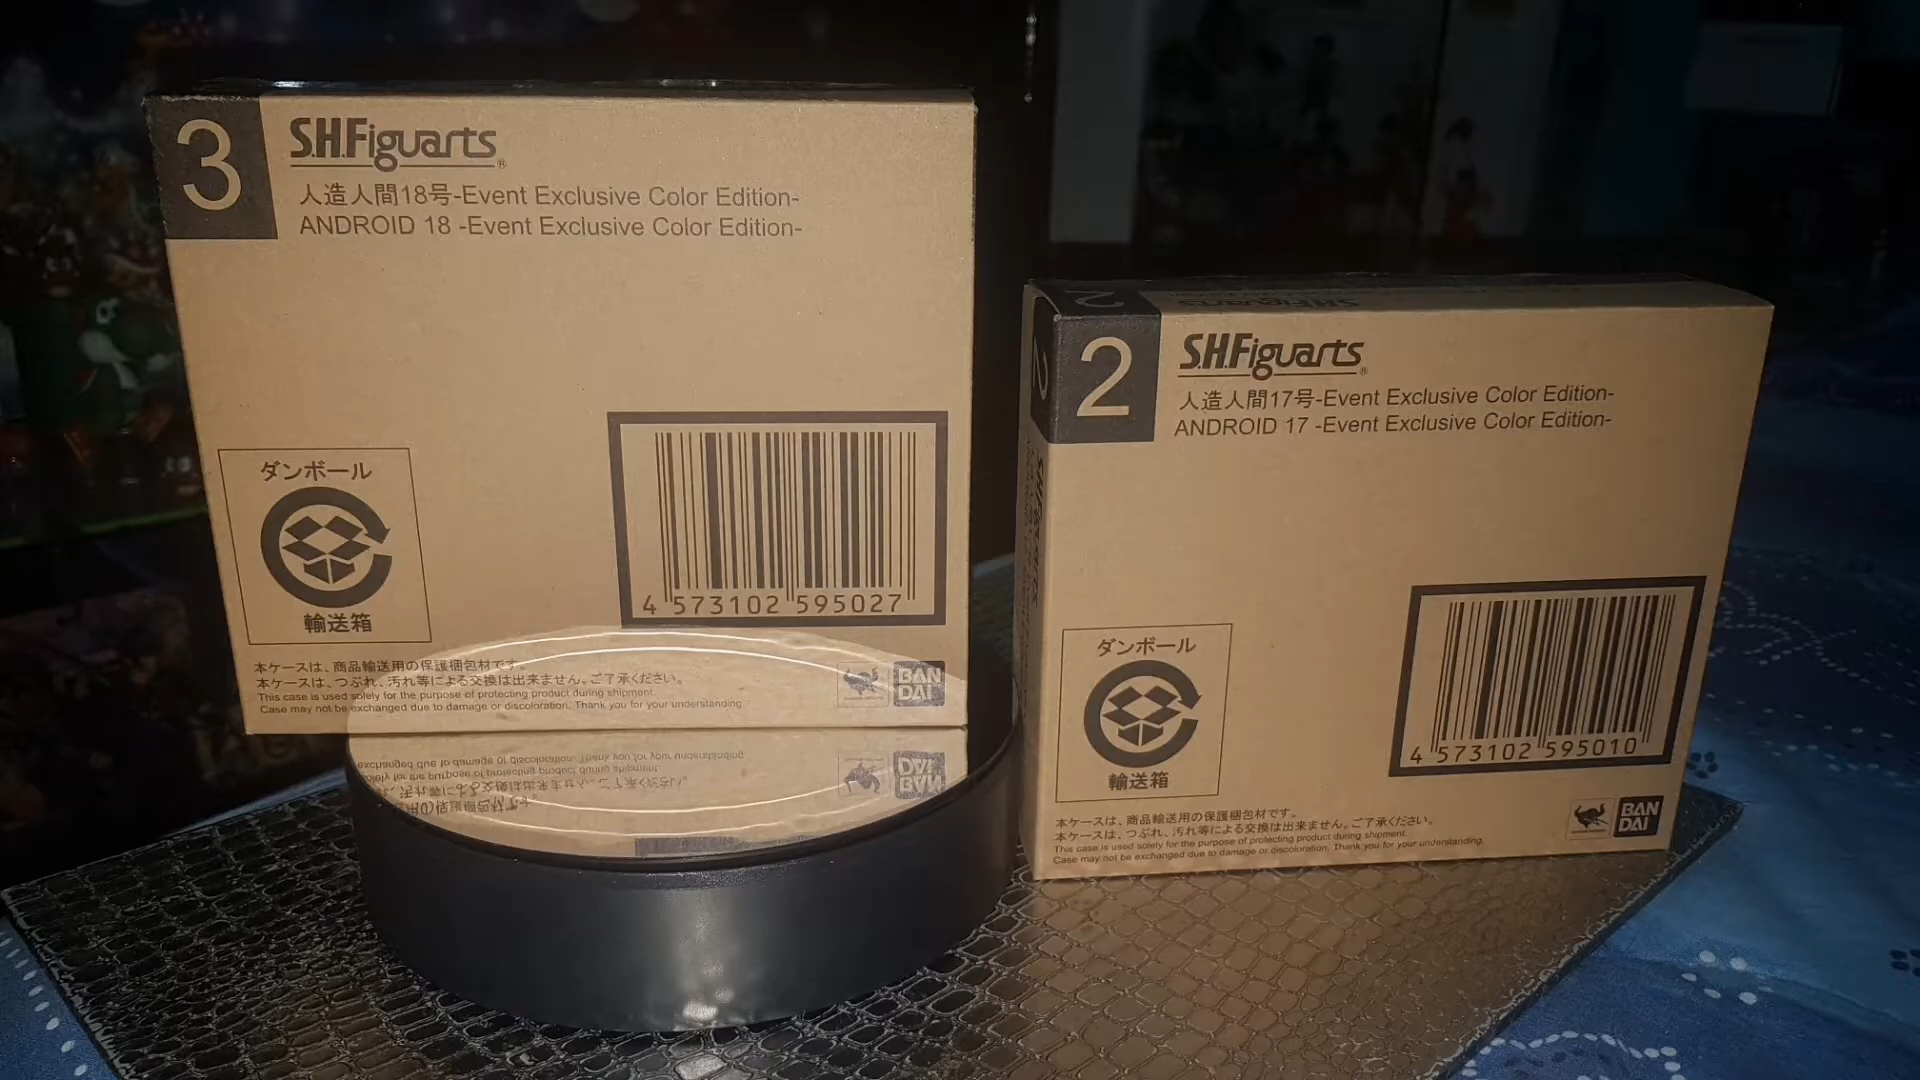 3
S.H.Figuarts®
人造人間18号-Event Exclusive Color Edition-
ANDROID 18 -Event Exclusive Color Edition-
ダンボール
輸送箱
4 573102 595027
本ケースは、商品輸送用の保護梱包材です。
本ケースは、つぶれ、汚れ等による交換は出来ません。ご了承ください。
This case is used solely for the purpose of protecting product during shipment.
Case may not be exchanged due to damage or discoloration. Thank you for your understanding.
BAN
DAI
2
S.H.Figuarts
2
2
S.H.Figuarts®
人造人間17号-Event Exclusive Color Edition-
ANDROID 17 -Event Exclusive Color Edition-
S.H.Figuarts
ダンボール
輸送箱
4 573102 595010
本ケースは、商品輸送用の保護梱包材です。
本ケースは、つぶれ、汚れ等による交換は出来ません。ご了承ください。
This case is used solely for the purpose of protecting product during shipment.
Case may not be exchanged due to damage or discoloration. Thank you for your understanding.
BAN
DAI